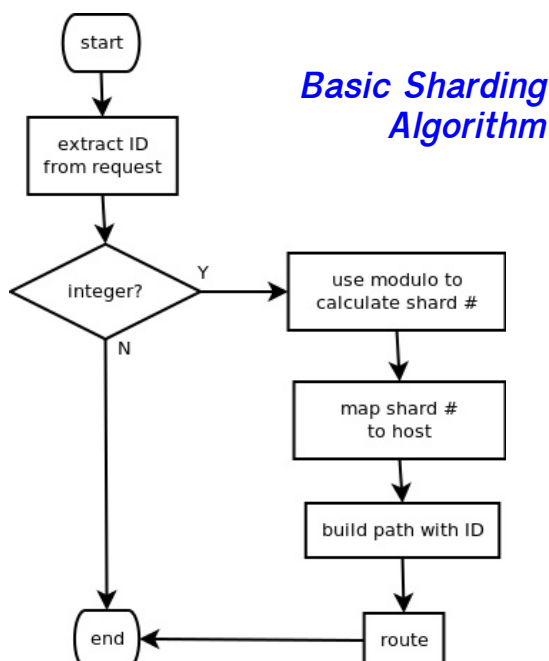 start
Basic Sharding
Algorithm
extract ID
from request
integer?
Y
N
use modulo to
calculate shard #
map shard #
to host
build path with ID
route
end